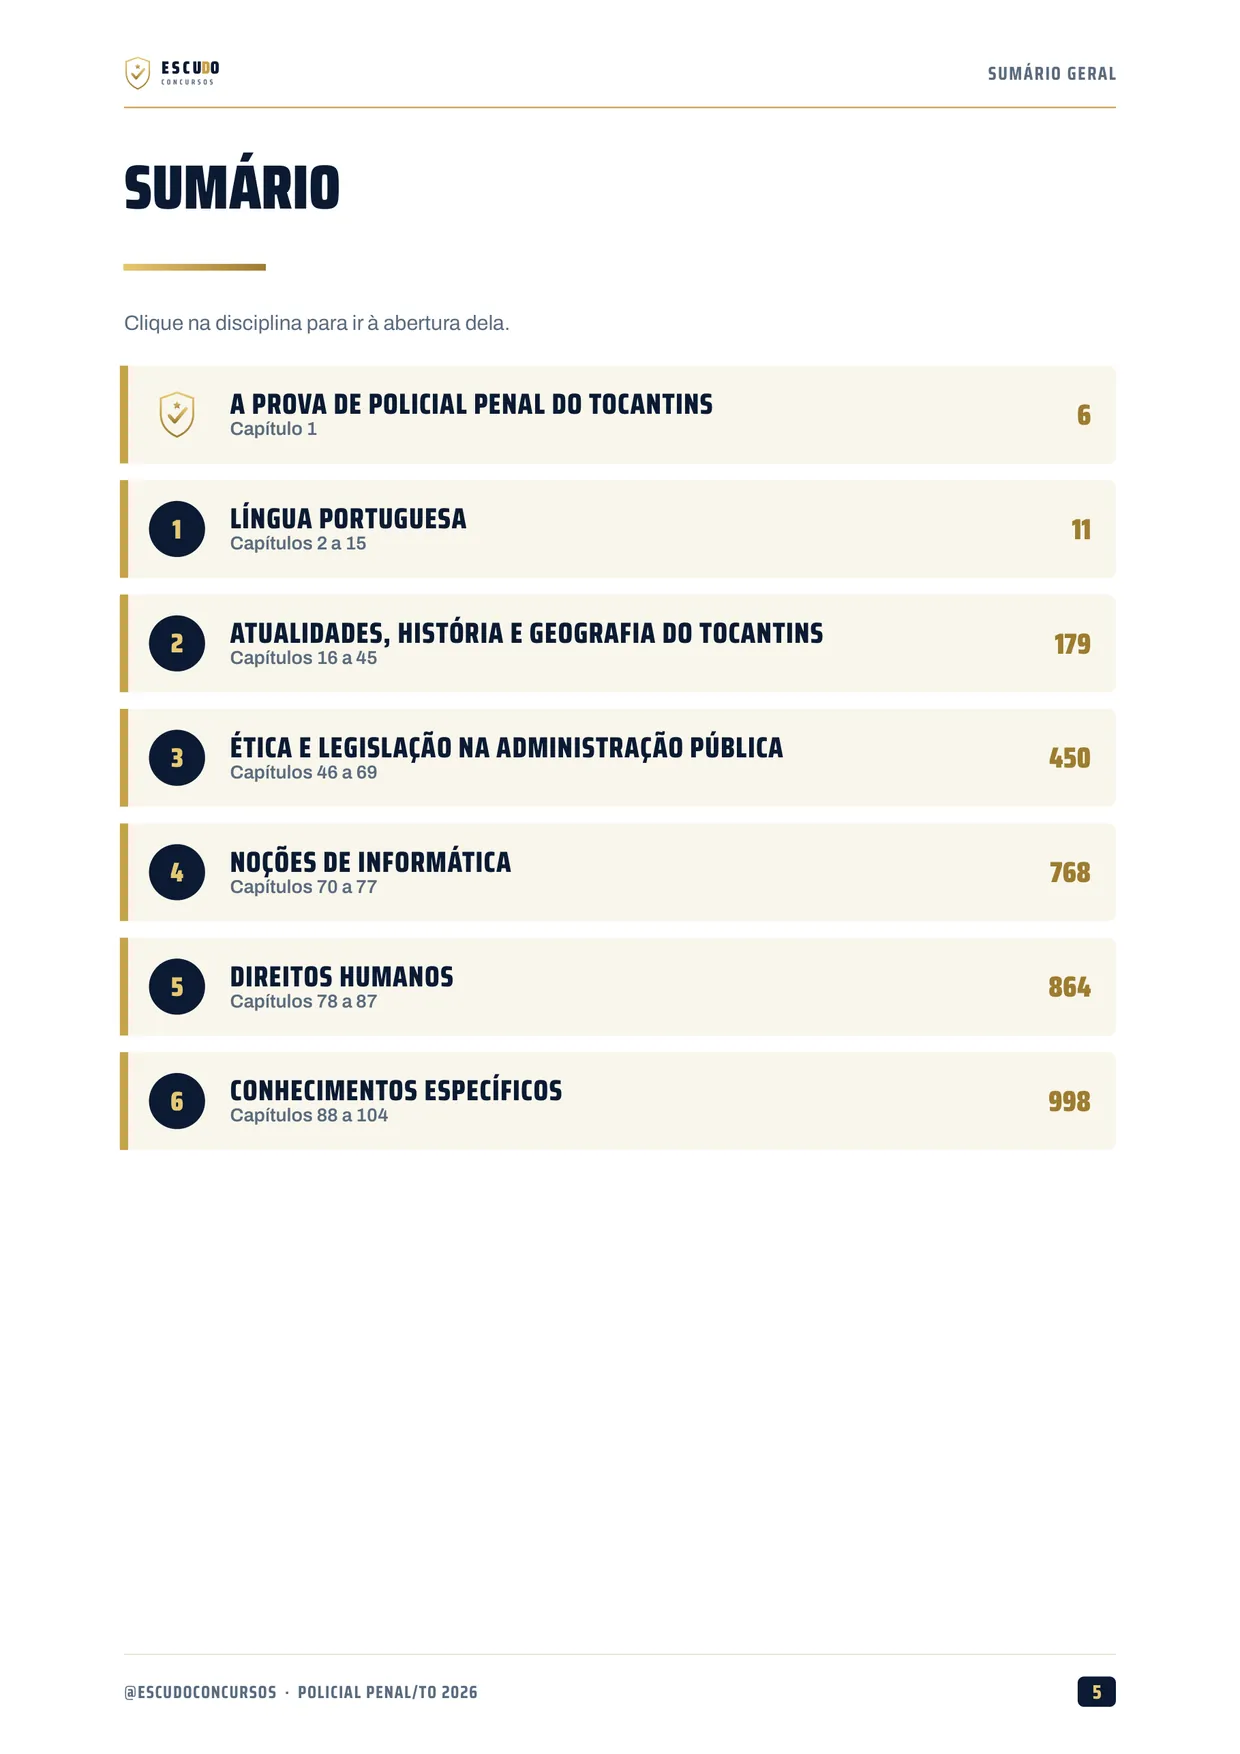 ESCUDO
CONCURSOS
SUMÁRIO GERAL
SUMÁRIO
Clique na disciplina para ir à abertura dela.
A PROVA DE POLICIAL PENAL DO TOCANTINS
Capítulo 1
6
1
LÍNGUA PORTUGUESA
Capítulos 2 a 15
11
2
ATUALIDADES, HISTÓRIA E GEOGRAFIA DO TOCANTINS
Capítulos 16 a 45
179
3
ÉTICA E LEGISLAÇÃO NA ADMINISTRAÇÃO PÚBLICA
Capítulos 46 a 69
450
4
NOÇÕES DE INFORMÁTICA
Capítulos 70 a 77
768
5
DIREITOS HUMANOS
Capítulos 78 a 87
864
6
CONHECIMENTOS ESPECÍFICOS
Capítulos 88 a 104
998
@ESCUDOCONCURSOS · POLICIAL PENAL/TO 2026
5